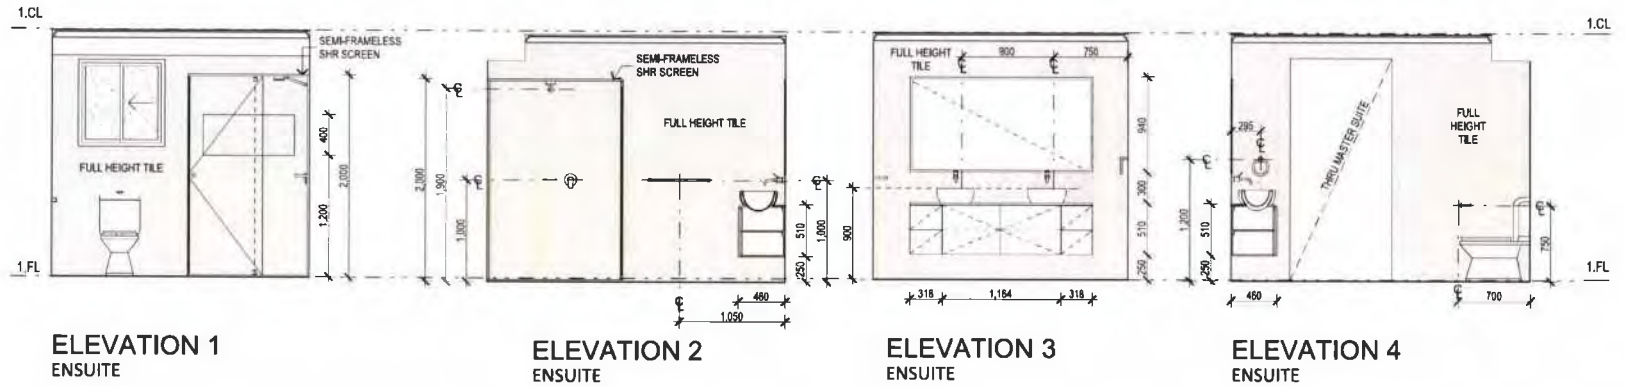 1.CL
SEMI-FRAMELESS
SHR SCREEN
400
FULL HEIGHT TILE
2,000
1,200
1.FL
ELEVATION 1
ENSUITE
SEMI-FRAMELESS
SHR SCREEN
FULL HEIGHT TILE
2,000
1,900
1,000
510
1,000
250
460
1,050
ELEVATION 2
ENSUITE
FULL HEIGHT
TILE
900
750
940
300
900
510
250
318
1,164
318
ELEVATION 3
ENSUITE
1.CL
295
THRU MASTER SUITE
FULL
HEIGHT
TILE
1,200
510
750
250
1.FL
460
700
ELEVATION 4
ENSUITE